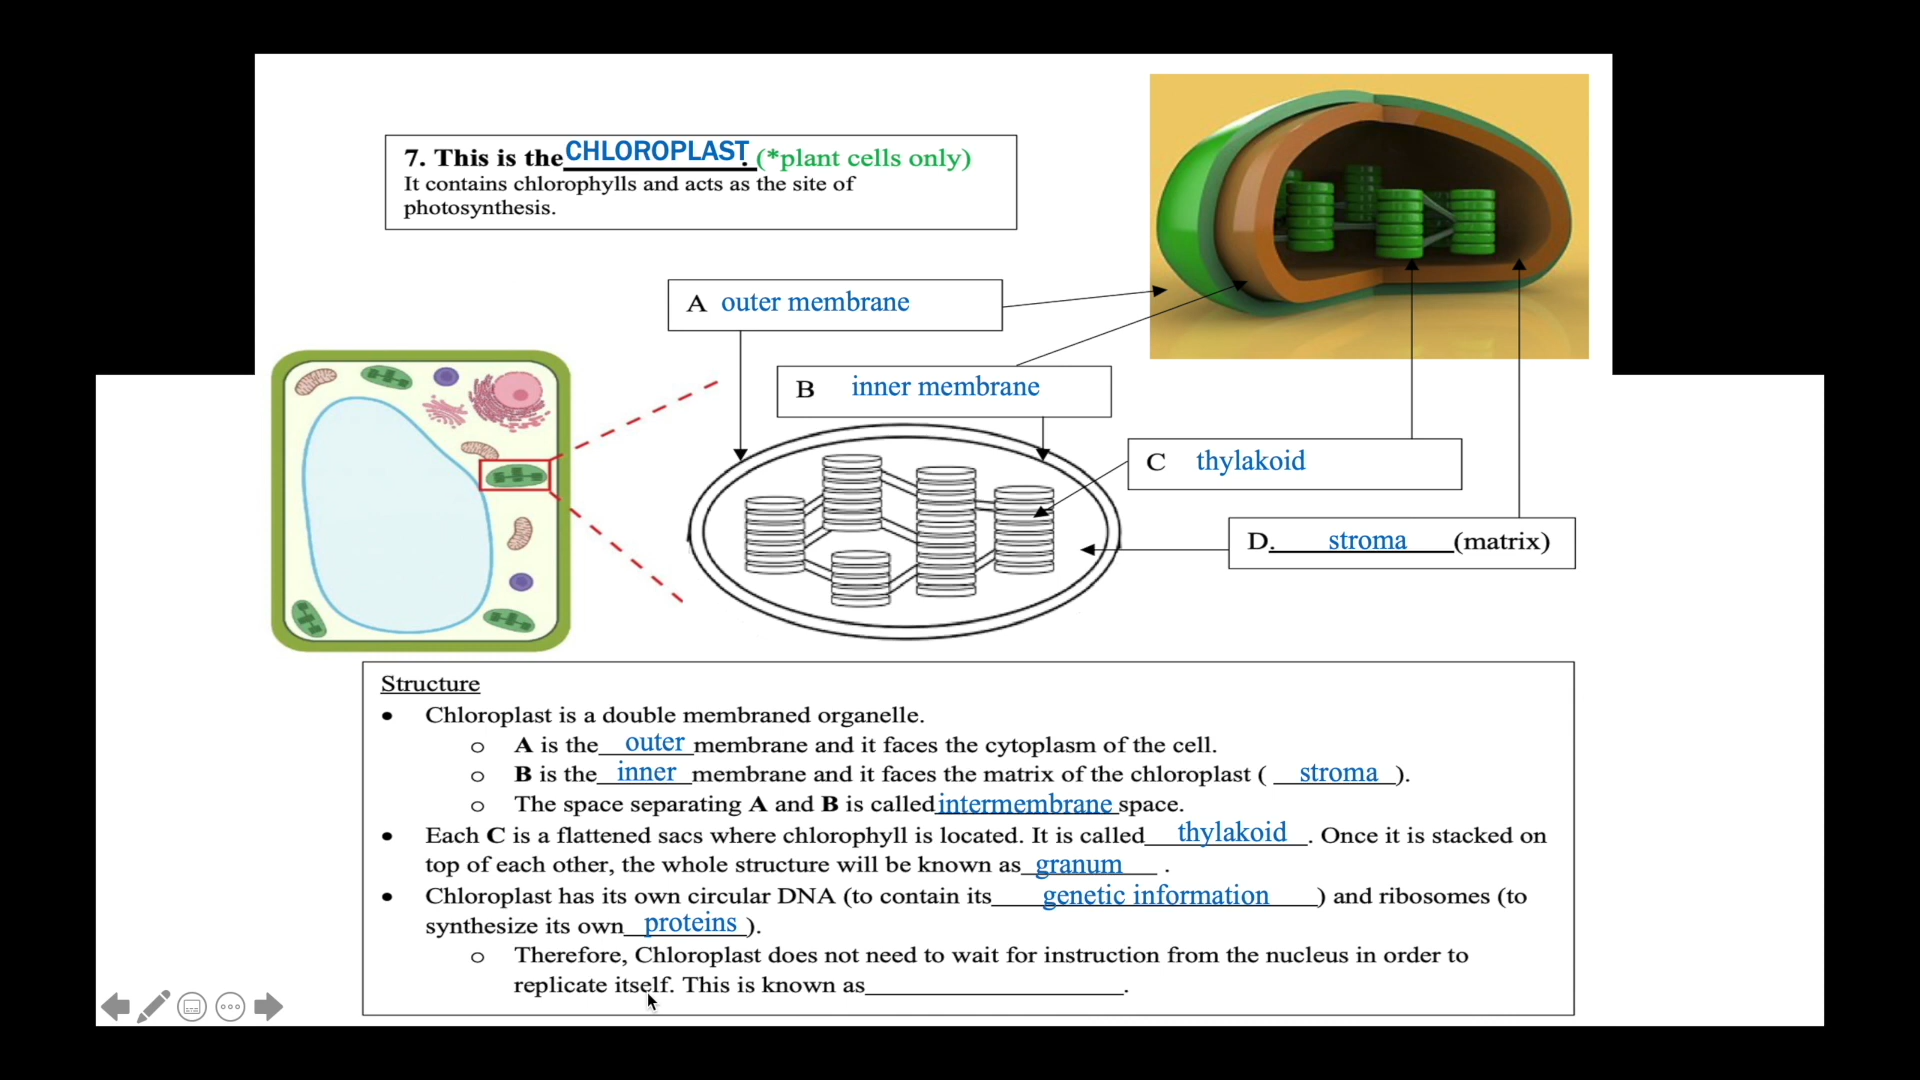 7. This is the CHLOROPLAST. (*plant cells only)
It contains chlorophylls and acts as the site of
photosynthesis.
A outer membrane
B inner membrane
C thylakoid
D. stroma (matrix)
Structure
• Chloroplast is a double membraned organelle.
o A is the outer membrane and it faces the cytoplasm of the cell.
o B is the inner membrane and it faces the matrix of the chloroplast ( stroma ).
o The space separating A and B is called intermembrane space.
• Each C is a flattened sacs where chlorophyll is located. It is called thylakoid. Once it is stacked on
top of each other, the whole structure will be known as granum .
• Chloroplast has its own circular DNA (to contain its genetic information) and ribosomes (to
synthesize its own proteins ).
o Therefore, Chloroplast does not need to wait for instruction from the nucleus in order to
replicate itself. This is known as____________________.